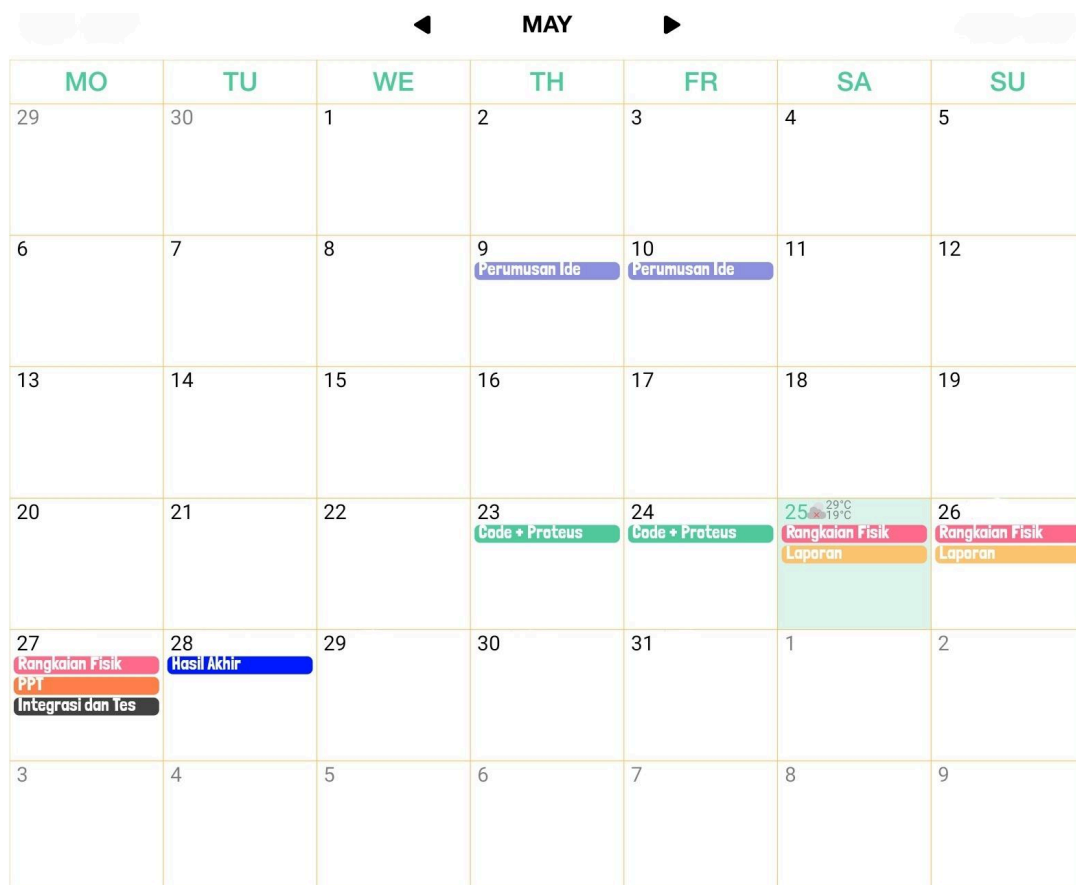 MAY
MO TU WE TH FR SA SU
29 30 1 2 3 4 5
6 7 8 9 10 11 12
Perumusan Ide Perumusan Ide
13 14 15 16 17 18 19
20 21 22 23 24 25 29°C 26
19°C
Code + Proteus Code + Proteus Rangkaian Fisik Rangkaian Fisik
Laporan Laporan
27 28 29 30 31 1 2
Rangkaian Fisik Hasil Akhir
PPT
Integrasi dan Tes
3 4 5 6 7 8 9